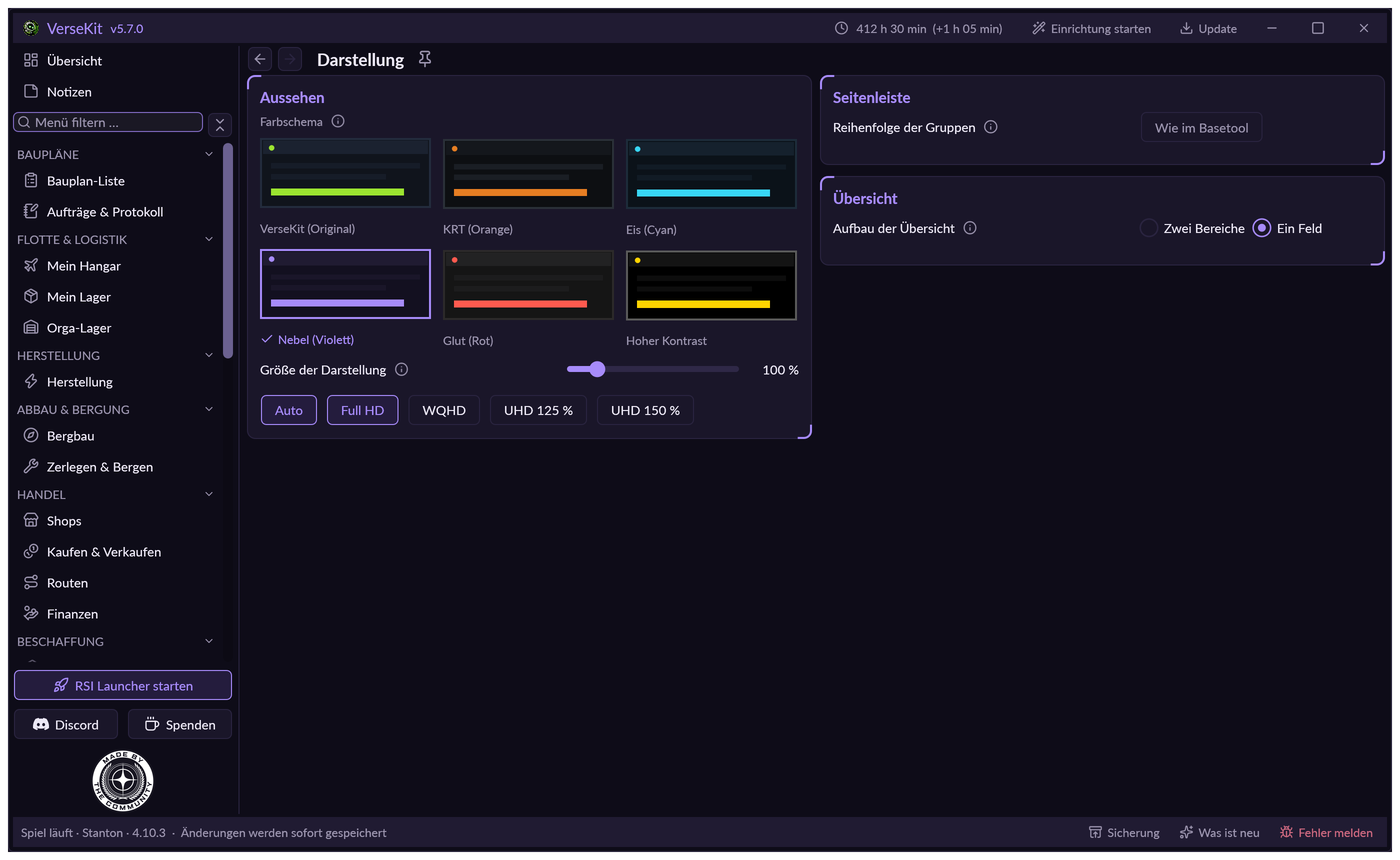 VerseKit v5.7.0
412 h 30 min (+1 h 05 min)
Einrichtung starten
Update
Übersicht
Notizen
Menü filtern ...
BAUPLÄNE
Bauplan-Liste
Aufträge & Protokoll
FLOTTE & LOGISTIK
Mein Hangar
Mein Lager
Orga-Lager
HERSTELLUNG
Herstellung
ABBAU & BERGUNG
Bergbau
Zerlegen & Bergen
HANDEL
Shops
Kaufen & Verkaufen
Routen
Finanzen
BESCHAFFUNG
RSI Launcher starten
Discord
Spenden
MADE BY
THE COMMUNITY
Darstellung
Aussehen
Farbschema
VerseKit (Original)
KRT (Orange)
Eis (Cyan)
Nebel (Violett)
Glut (Rot)
Hoher Kontrast
Größe der Darstellung
100 %
Auto
Full HD
WQHD
UHD 125 %
UHD 150 %
Seitenleiste
Reihenfolge der Gruppen
Wie im Basetool
Übersicht
Aufbau der Übersicht
Zwei Bereiche
Ein Feld
Spiel läuft · Stanton · 4.10.3 · Änderungen werden sofort gespeichert
Sicherung
Was ist neu
Fehler melden